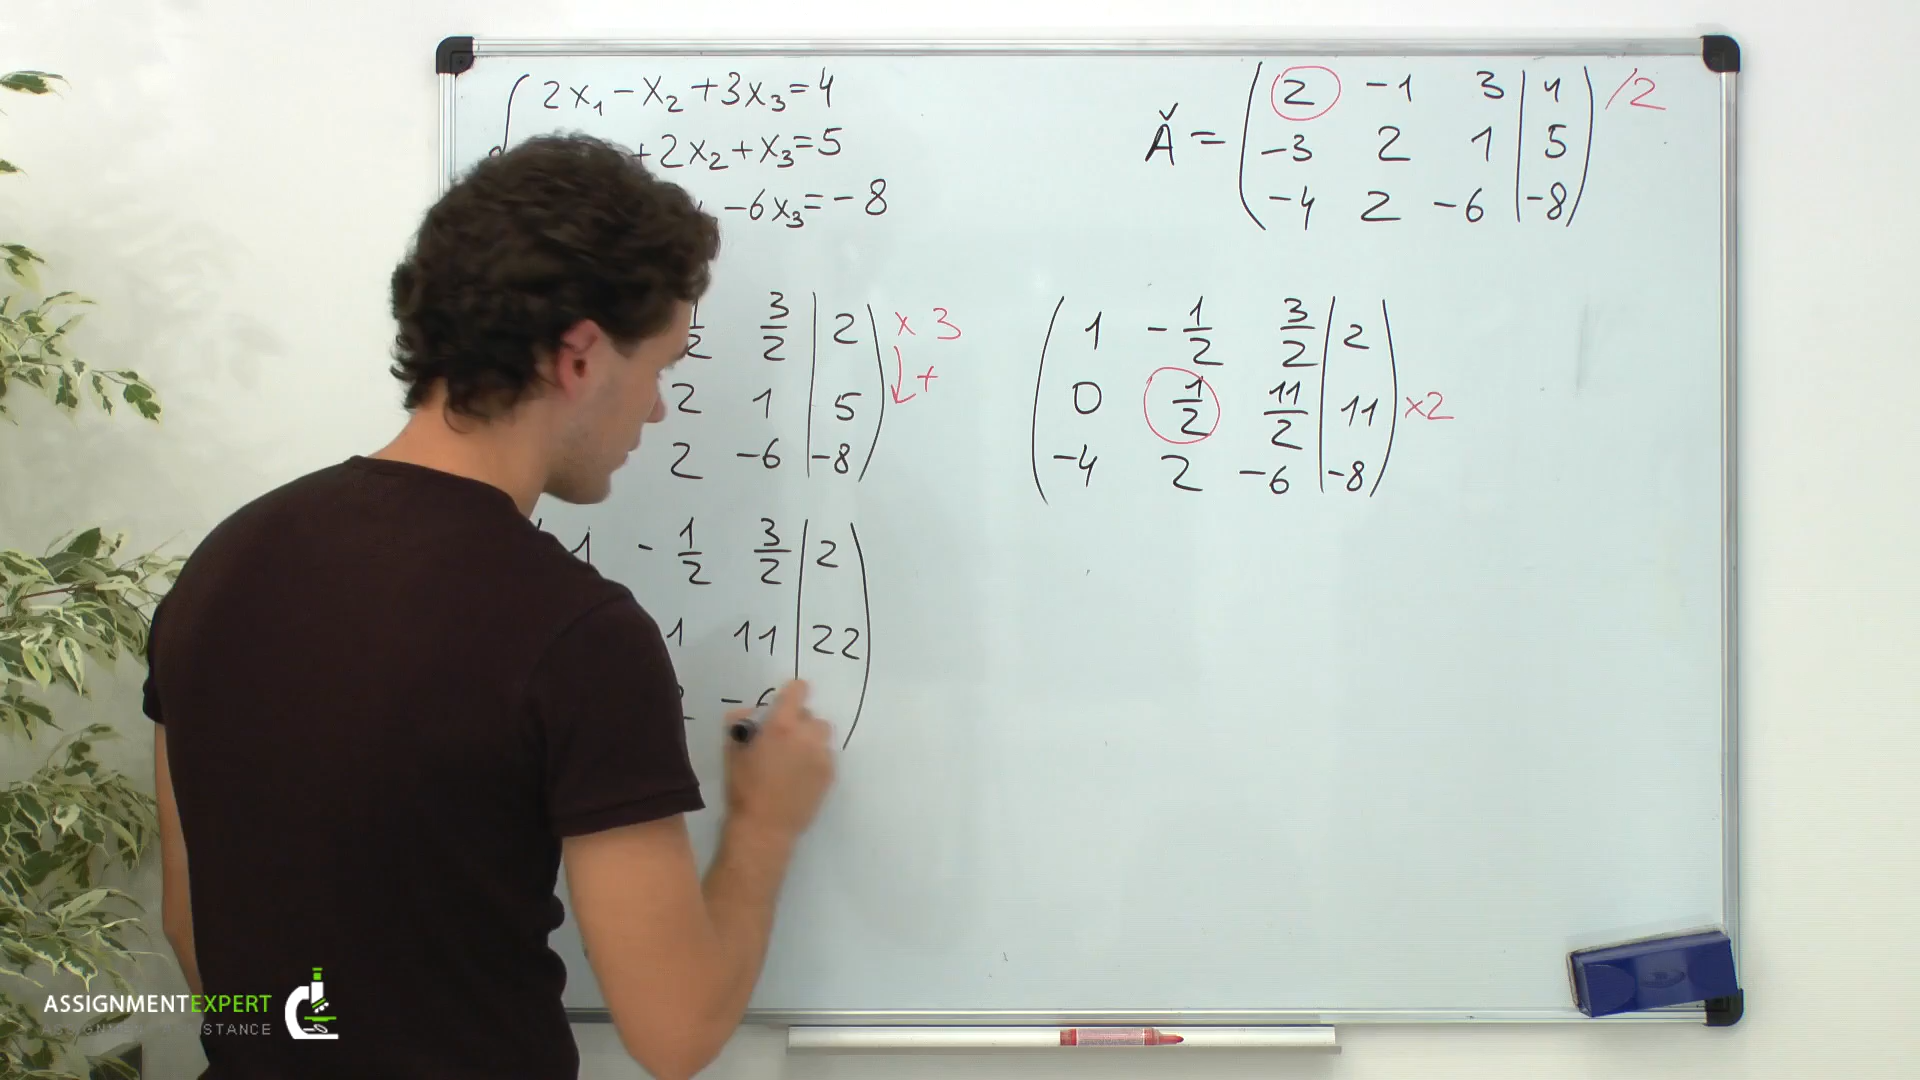 2x₁-x₂+3x₃=4
+2x₂+x₃=5
-6x₃=-8
Ǎ = ( 2 -1 3 | 4 ) /2
-3 2 1 | 5
-4 2 -6 | -8
1/2 3/2 | 2 ) x 3
2 1 | 5 +
2 -6 | -8
( 1 -1/2 3/2 | 2 )
0 1/2 11/2 | 11 x2
-4 2 -6 | -8
1 -1/2 3/2 | 2 )
1 11 | 22
-6
ASSIGNMENTEXPERT